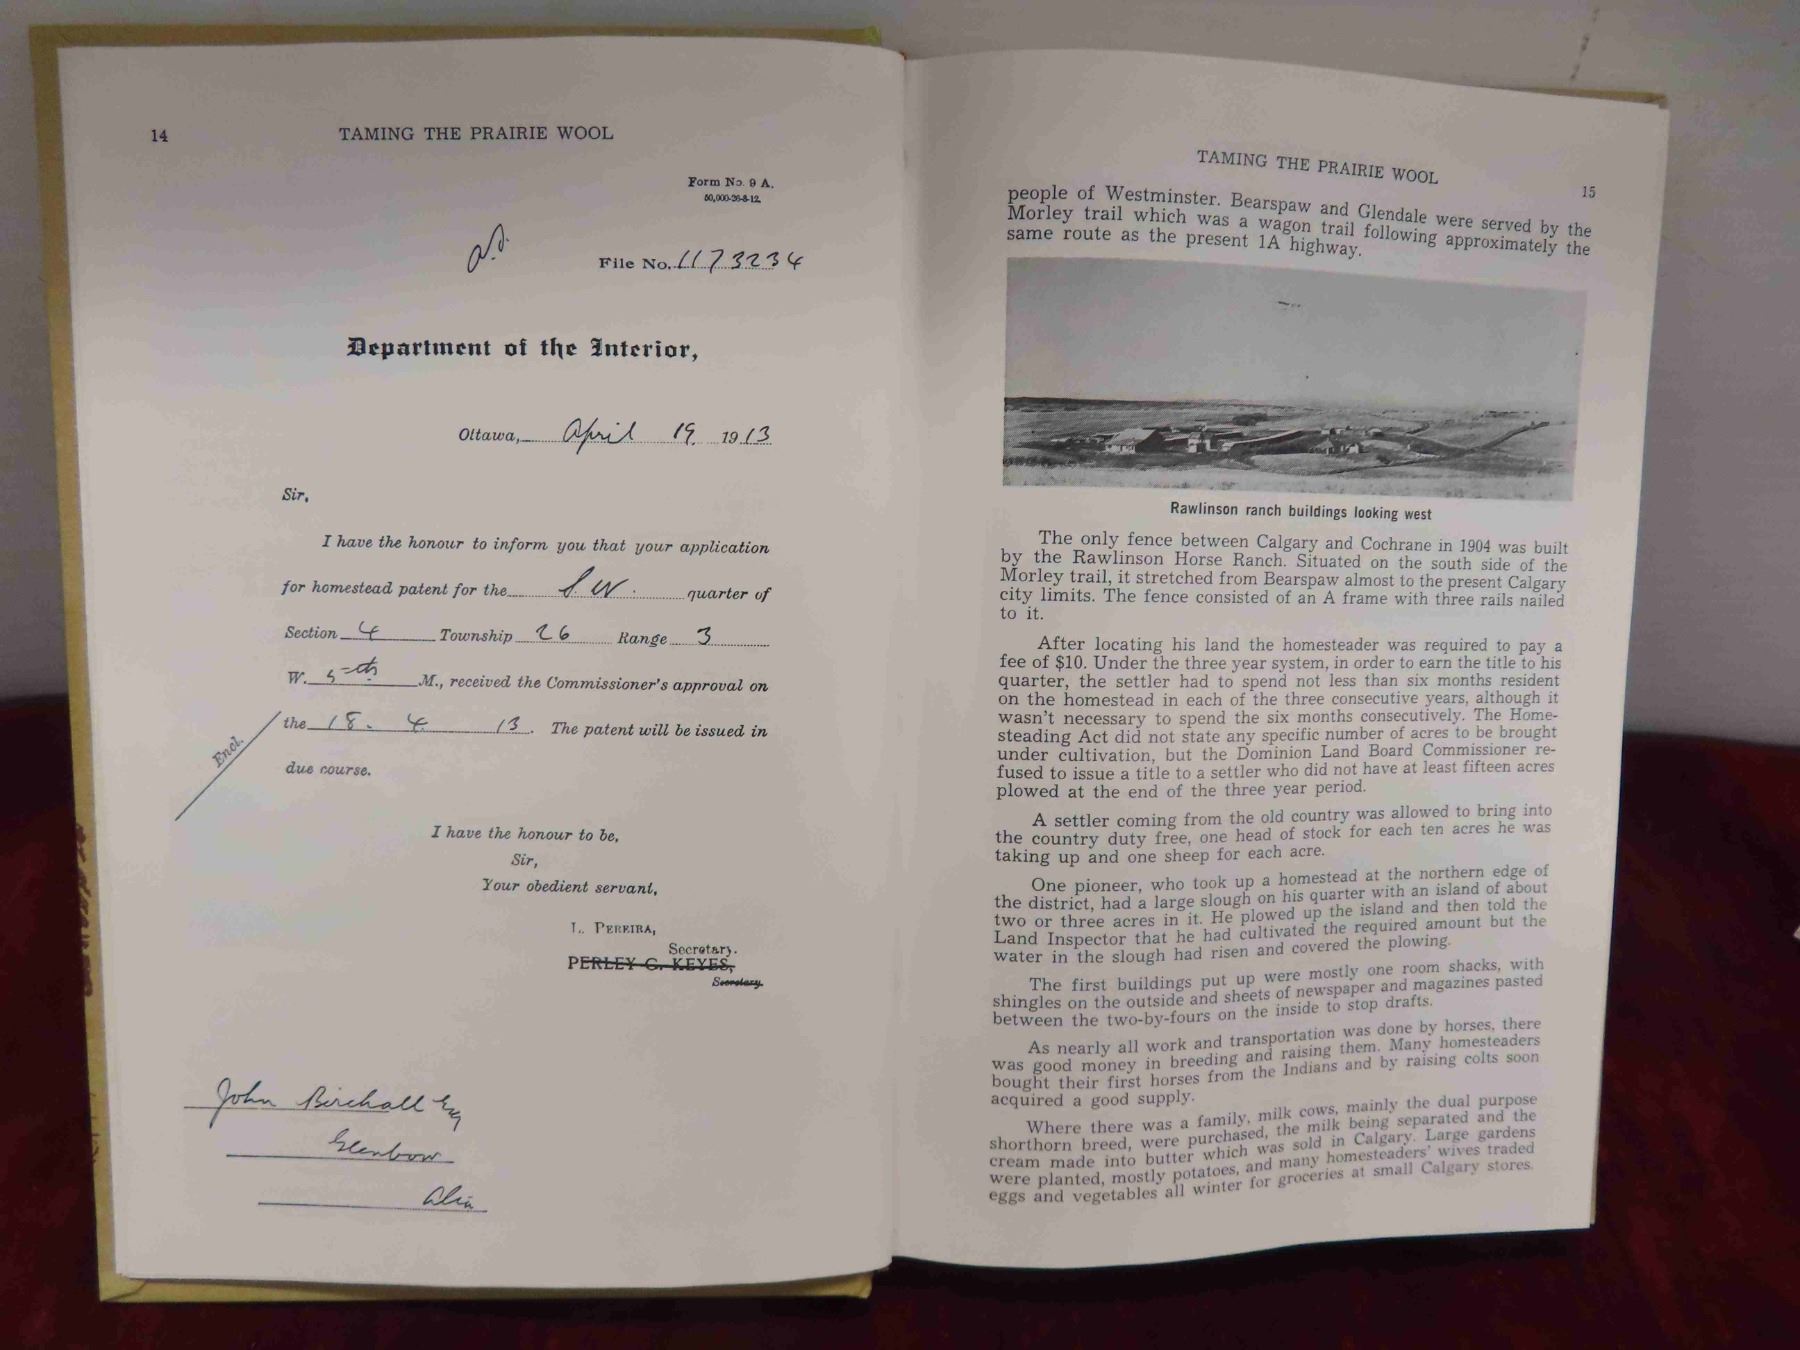 14
TAMING THE PRAIRIE WOOL
Form No. 9 A.
50,000-26-8-12.
File No. 1173234
Department of the Interior,
Ottawa, April 19 1913
Sir,
I have the honour to inform you that your application
for homestead patent for the S.W. quarter of
Section 4 Township 26 Range 3
W. 5th M., received the Commissioner's approval on
the 18. 4 13. The patent will be issued in
due course.
Encl.
I have the honour to be,
Sir,
Your obedient servant,
L. PEREIRA,
Secretary.
PERLEY G. KEYES,
Secretary.
John Birchall Esq
Glenbow
Alta
TAMING THE PRAIRIE WOOL
15
people of Westminster. Bearspaw and Glendale were served by the
Morley trail which was a wagon trail following approximately the
same route as the present 1A highway.
Rawlinson ranch buildings looking west
The only fence between Calgary and Cochrane in 1904 was built
by the Rawlinson Horse Ranch. Situated on the south side of the
Morley trail, it stretched from Bearspaw almost to the present Calgary
city limits. The fence consisted of an A frame with three rails nailed
to it.
After locating his land the homesteader was required to pay a
fee of $10. Under the three year system, in order to earn the title to his
quarter, the settler had to spend not less than six months resident
on the homestead in each of the three consecutive years, although it
wasn't necessary to spend the six months consecutively. The Home-
steading Act did not state any specific number of acres to be brought
under cultivation, but the Dominion Land Board Commissioner re-
fused to issue a title to a settler who did not have at least fifteen acres
plowed at the end of the three year period.
A settler coming from the old country was allowed to bring into
the country duty free, one head of stock for each ten acres he was
taking up and one sheep for each acre.
One pioneer, who took up a homestead at the northern edge of
the district, had a large slough on his quarter with an island of about
two or three acres in it. He plowed up the island and then told the
Land Inspector that he had cultivated the required amount but the
water in the slough had risen and covered the plowing.
The first buildings put up were mostly one room shacks, with
shingles on the outside and sheets of newspaper and magazines pasted
between the two-by-fours on the inside to stop drafts.
As nearly all work and transportation was done by horses, there
was good money in breeding and raising them. Many homesteaders
bought their first horses from the Indians and by raising colts soon
acquired a good supply.
Where there was a family, milk cows, mainly the dual purpose
shorthorn breed, were purchased, the milk being separated and the
cream made into butter which was sold in Calgary. Large gardens
were planted, mostly potatoes, and many homesteaders' wives traded
eggs and vegetables all winter for groceries at small Calgary stores.